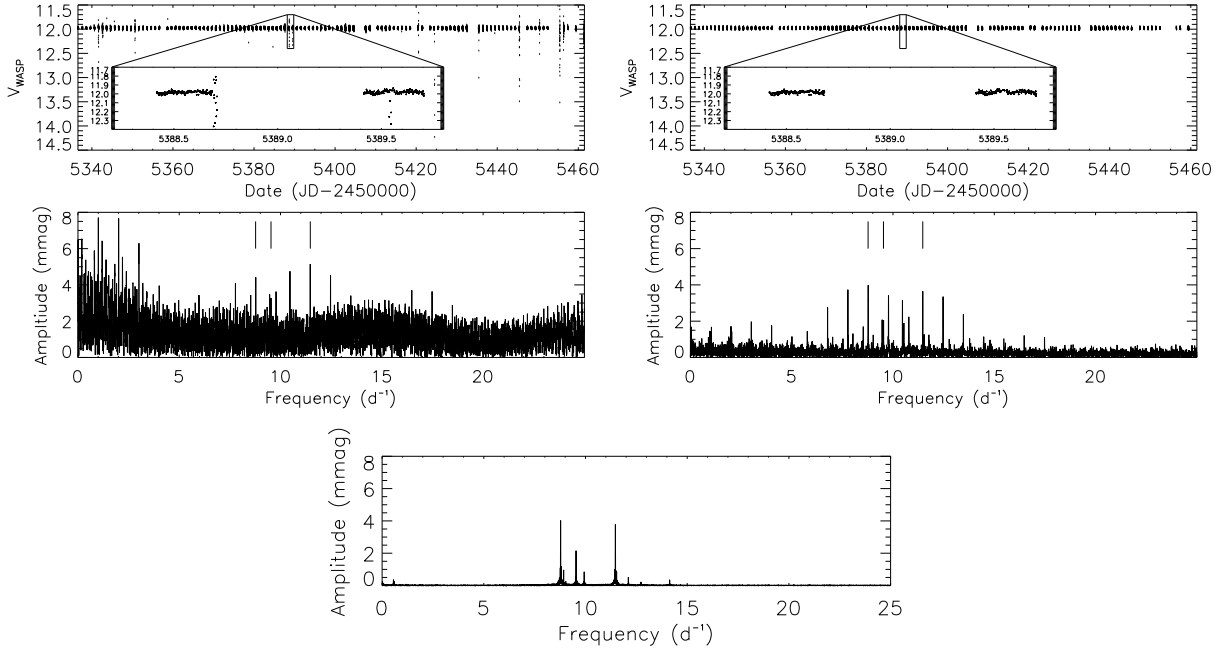 11.5
12.0
12.5
13.0
13.5
14.0
14.5
V_WASP
11.7
11.8
11.9
12.0
12.1
12.2
12.3
5388.5 5389.0 5389.5
5340 5360 5380 5400 5420 5440 5460
Date (JD−2450000)
11.5
12.0
12.5
13.0
13.5
14.0
14.5
V_WASP
11.7
11.8
11.9
12.0
12.1
12.2
12.3
5388.5 5389.0 5389.5
5340 5360 5380 5400 5420 5440 5460
Date (JD−2450000)
8
6
4
2
0
Ampltiude (mmag)
0 5 10 15 20
Frequency (d⁻¹)
8
6
4
2
0
Ampltiude (mmag)
0 5 10 15 20
Frequency (d⁻¹)
8
6
4
2
0
Amplitude (mmag)
0 5 10 15 20 25
Frequency (d⁻¹)